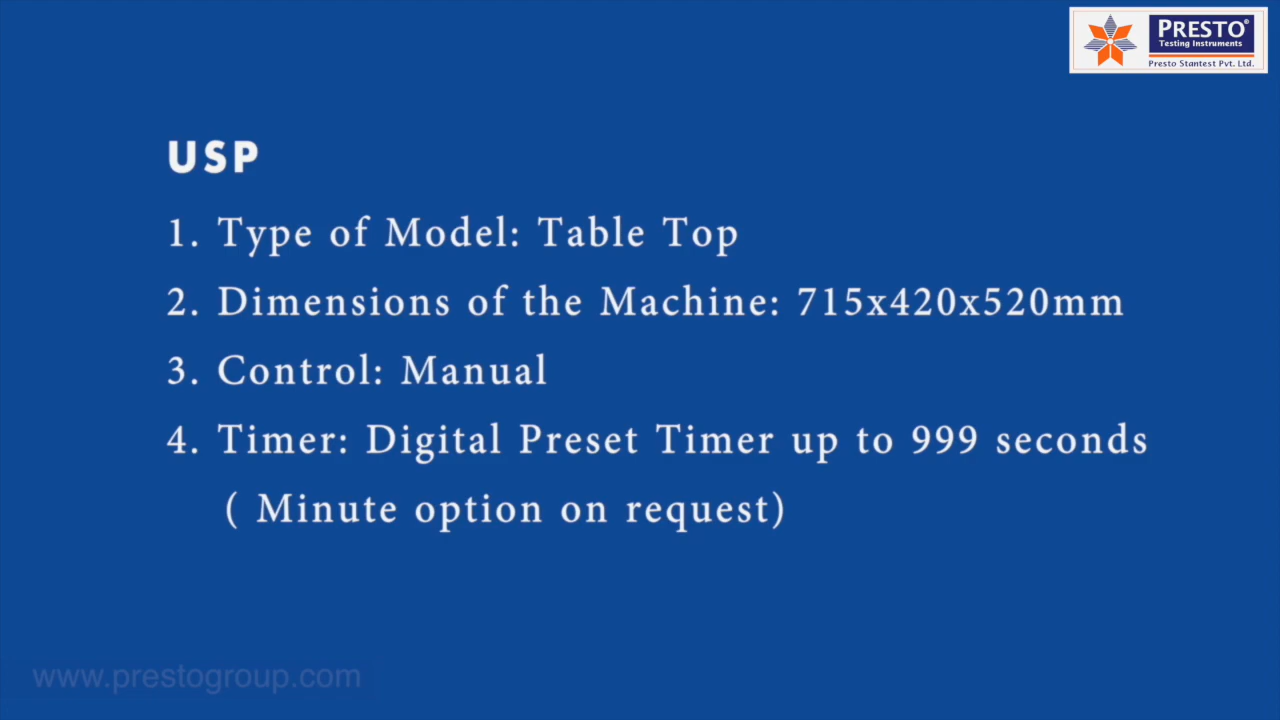 PRESTO®
Testing Instruments
Presto Stantest Pvt. Ltd.
USP
1. Type of Model: Table Top
2. Dimensions of the Machine: 715x420x520mm
3. Control: Manual
4. Timer: Digital Preset Timer up to 999 seconds
( Minute option on request)
www.prestogroup.com